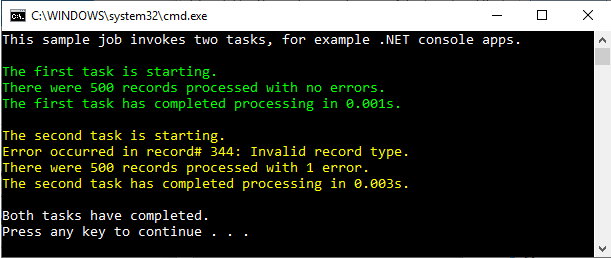 C:\WINDOWS\system32\cmd.exe
This sample job invokes two tasks, for example .NET console apps.
The first task is starting.
There were 500 records processed with no errors.
The first task has completed processing in 0.001s.
The second task is starting.
Error occurred in record# 344: Invalid record type.
There were 500 records processed with 1 error.
The second task has completed processing in 0.003s.
Both tasks have completed.
Press any key to continue . . .